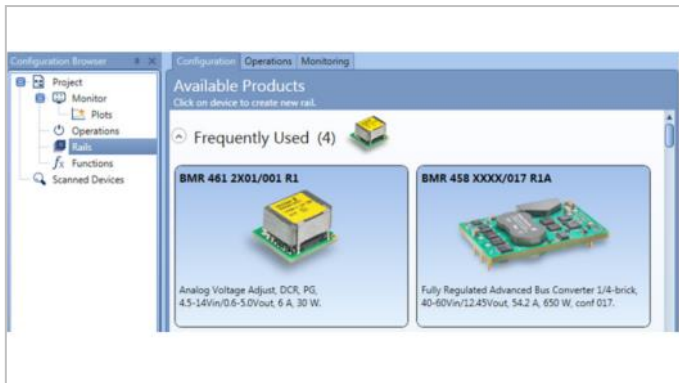 Configuration Browser
Project
Monitor
Plots
Operations
Rails
Functions
Scanned Devices
Configuration Operations Monitoring
Available Products
Click on device to create new rail.
Frequently Used (4)
BMR 461 2X01/001 R1
Analog Voltage Adjust, DCR, PG,
4.5-14Vin/0.6-5.0Vout, 6 A, 30 W.
BMR 458 XXXX/017 R1A
Fully Regulated Advanced Bus Converter 1/4-brick,
40-60Vin/12.45Vout, 54.2 A, 650 W, conf 017.